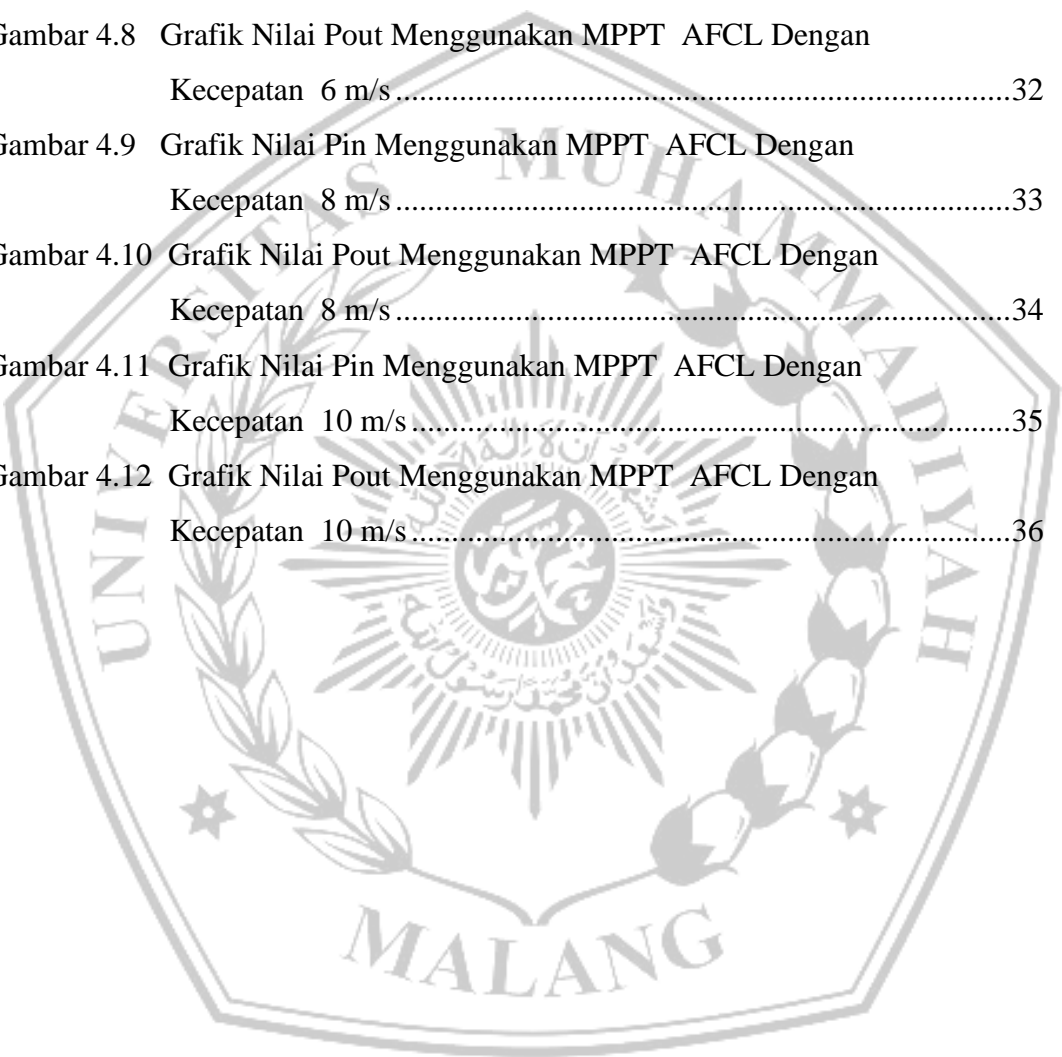 Gambar 4.8 Grafik Nilai Pout Menggunakan MPPT AFCL Dengan
Kecepatan 6 m/s............................................................................32
Gambar 4.9 Grafik Nilai Pin Menggunakan MPPT AFCL Dengan
Kecepatan 8 m/s............................................................................33
Gambar 4.10 Grafik Nilai Pout Menggunakan MPPT AFCL Dengan
Kecepatan 8 m/s............................................................................34
Gambar 4.11 Grafik Nilai Pin Menggunakan MPPT AFCL Dengan
Kecepatan 10 m/s..........................................................................35
Gambar 4.12 Grafik Nilai Pout Menggunakan MPPT AFCL Dengan
Kecepatan 10 m/s..........................................................................36
UNIVERSITAS MUHAMMADIYAH
MALANG